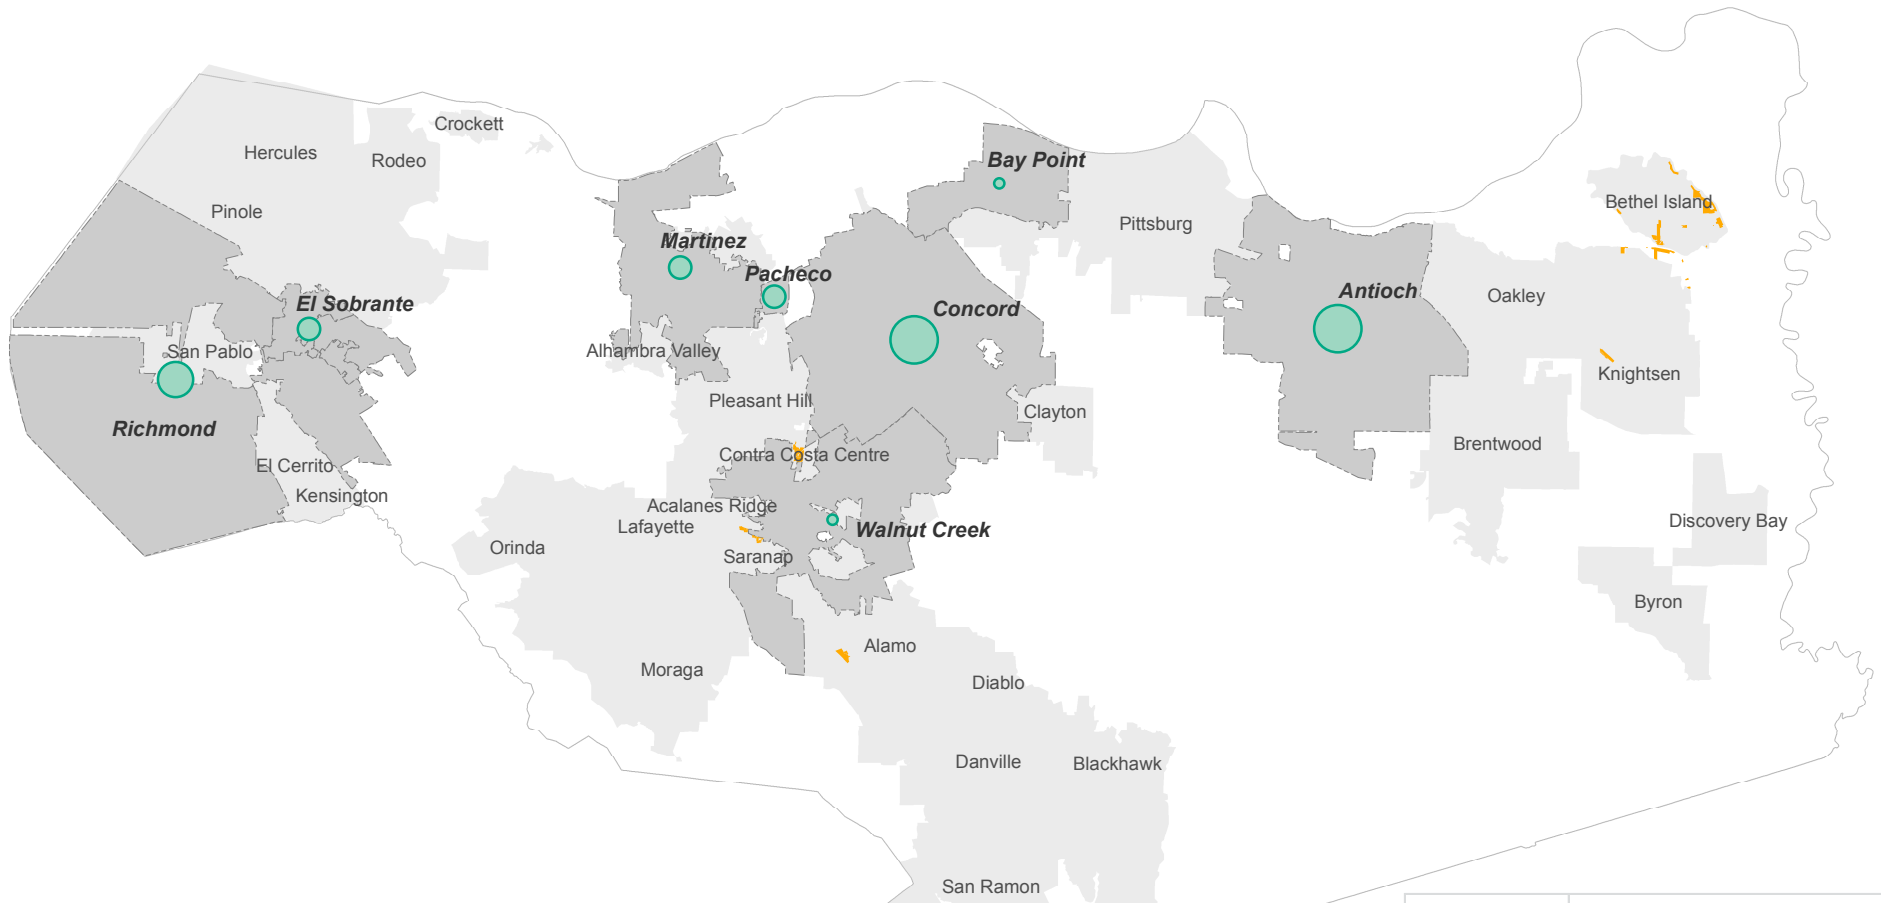 Crockett
Hercules
Rodeo
Bay Point
Bethel Island
Pinole
Pittsburg
Martinez
Pacheco
El Sobrante
Concord
Antioch
Oakley
San Pablo
Alhambra Valley
Knightsen
Pleasant Hill
Clayton
Richmond
Brentwood
Contra Costa Centre
El Cerrito
Kensington
Acalanes Ridge
Lafayette
Walnut Creek
Discovery Bay
Orinda
Saranap
Byron
Alamo
Moraga
Diablo
Danville
Blackhawk
San Ramon